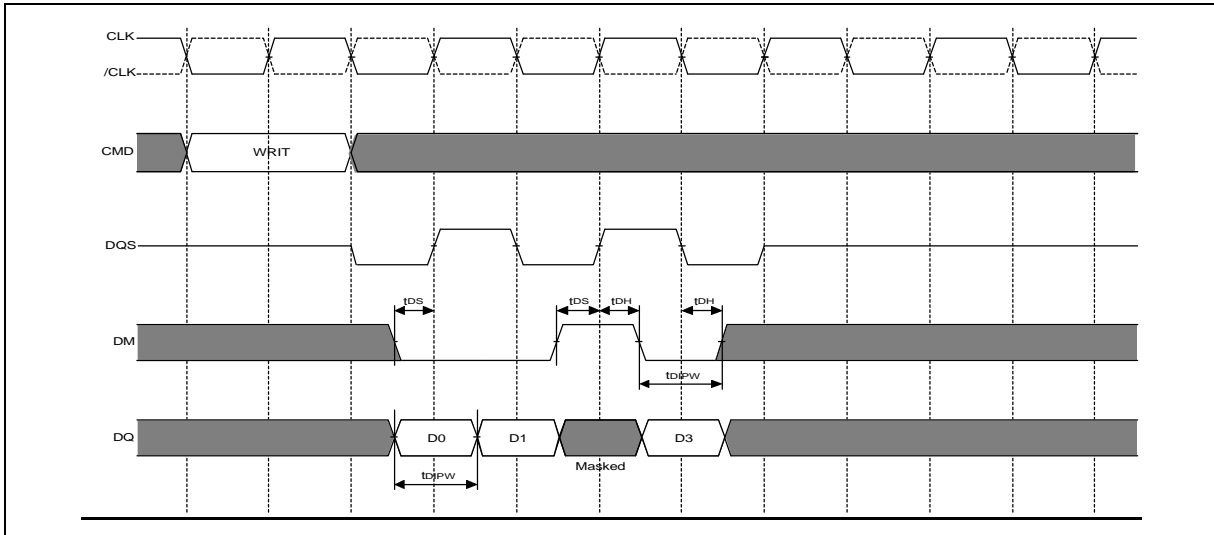 CLK
/CLK
CMD WRIT
DQS
tDS tDS tDH tDH
DM
tDIPW
DQ D0 D1 D3
Masked
tDIPW